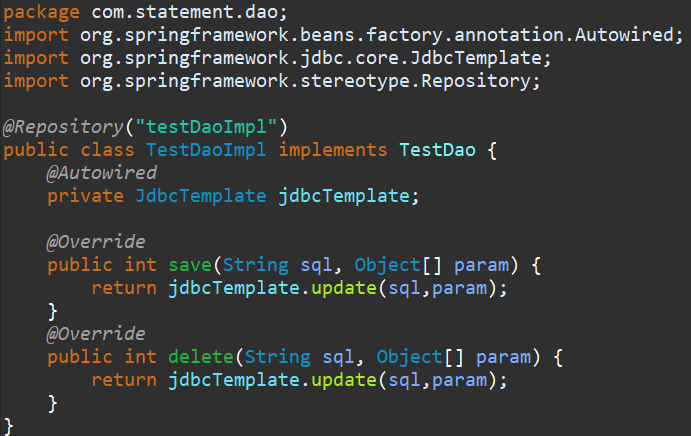 package com.statement.dao;
import org.springframework.beans.factory.annotation.Autowired;
import org.springframework.jdbc.core.JdbcTemplate;
import org.springframework.stereotype.Repository;

@Repository("testDaoImpl")
public class TestDaoImpl implements TestDao {
    @Autowired
    private JdbcTemplate jdbcTemplate;

    @Override
    public int save(String sql, Object[] param) {
        return jdbcTemplate.update(sql,param);
    }
    @Override
    public int delete(String sql, Object[] param) {
        return jdbcTemplate.update(sql,param);
    }
}